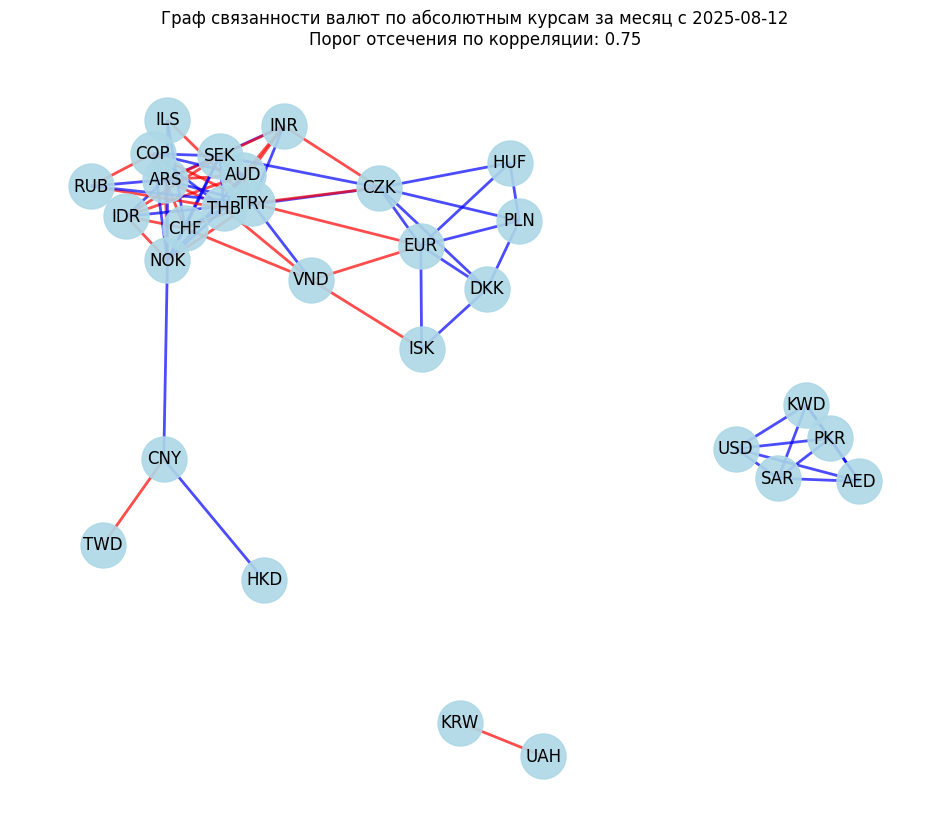 Граф связанности валют по абсолютным курсам за месяц с 2025-08-12
Порог отсечения по корреляции: 0.75
ILS
INR
COP
SEK
HUF
AUD
ARS
RUB
CZK
TRY
THB
IDR
PLN
CHF
EUR
NOK
VND
DKK
ISK
KWD
PKR
USD
CNY
SAR
AED
TWD
HKD
KRW
UAH